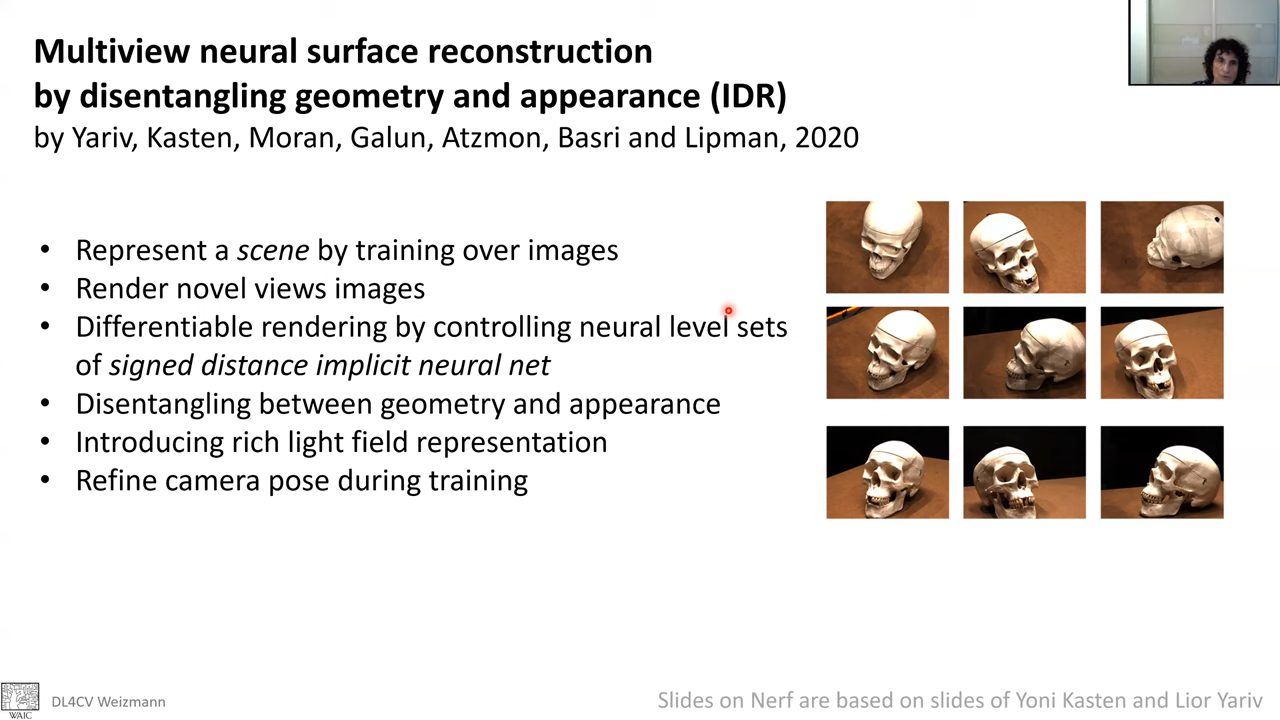 Multiview neural surface reconstruction
by disentangling geometry and appearance (IDR)
by Yariv, Kasten, Moran, Galun, Atzmon, Basri and Lipman, 2020
• Represent a scene by training over images
• Render novel views images
• Differentiable rendering by controlling neural level sets
of signed distance implicit neural net
• Disentangling between geometry and appearance
• Introducing rich light field representation
• Refine camera pose during training
WAIC
DL4CV Weizmann
Slides on Nerf are based on slides of Yoni Kasten and Lior Yariv